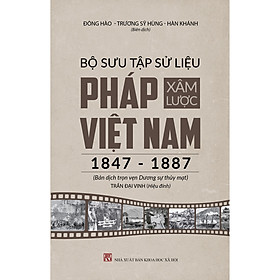 ĐÔNG HÀO - TRƯƠNG SỸ HÙNG - HÀN KHÁNH
(Biên dịch)
BỘ SƯU TẬP SỬ LIỆU
PHÁP XÂM LƯỢC
VIỆT NAM
1847 - 1887
(Bản dịch trọn vẹn Dương sự thủy mạt)
TRẦN ĐẠI VINH (Hiệu đính)
NHÀ XUẤT BẢN KHOA HỌC XÃ HỘI